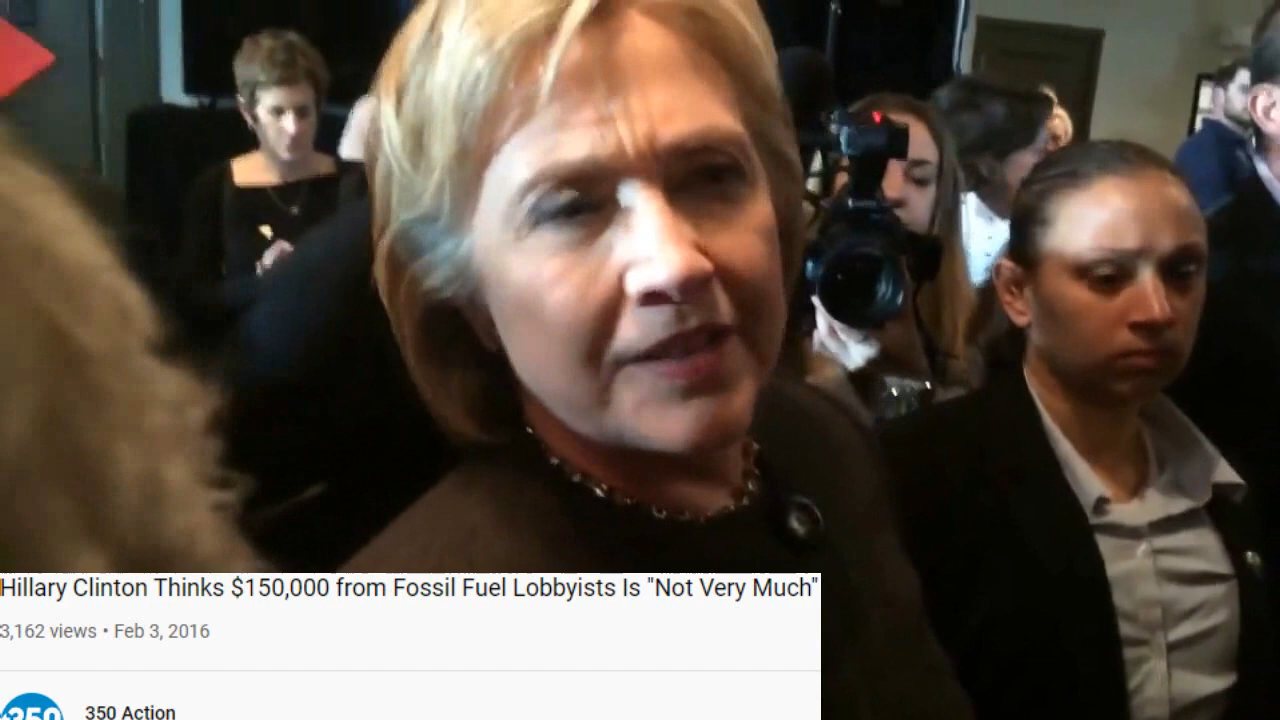 Hillary Clinton Thinks $150,000 from Fossil Fuel Lobbyists Is "Not Very Much"
3,162 views • Feb 3, 2016
350
350 Action